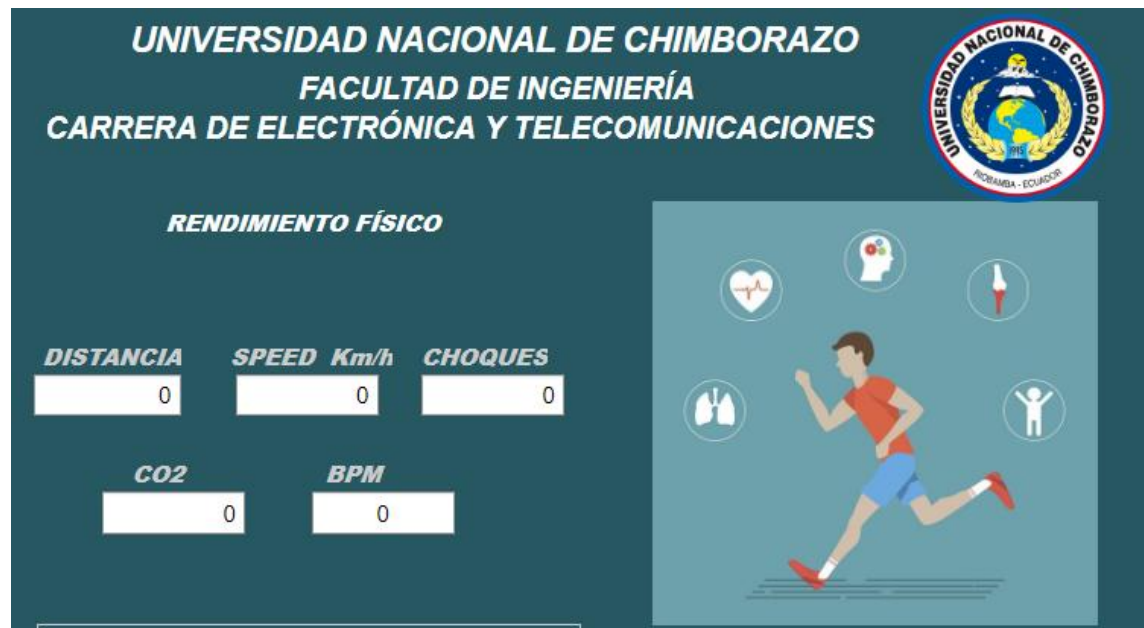 UNIVERSIDAD NACIONAL DE CHIMBORAZO
FACULTAD DE INGENIERÍA
CARRERA DE ELECTRÓNICA Y TELECOMUNICACIONES
UNIVERSIDAD NACIONAL DE CHIMBORAZO
1915
RIOBAMBA - ECUADOR
RENDIMIENTO FÍSICO
DISTANCIA SPEED Km/h CHOQUES
0 0 0
CO2 BPM
0 0